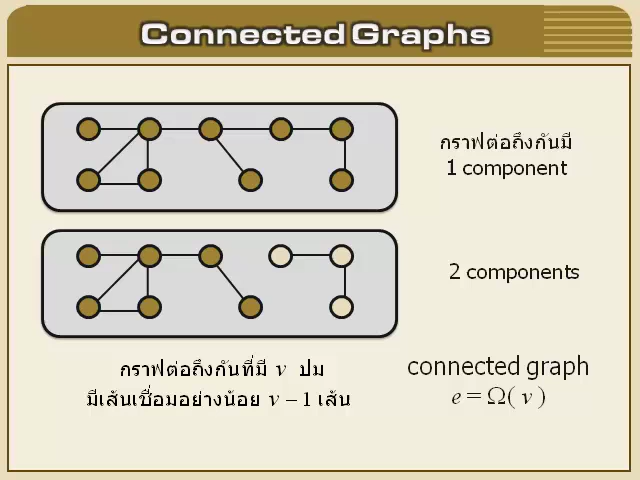 Connected Graphs
กราฟต่อถึงกันมี
1 component
2 components
กราฟต่อถึงกันที่มี v ปม
มีเส้นเชื่อมอย่างน้อย v – 1 เส้น
connected graph
e = Ω( v )